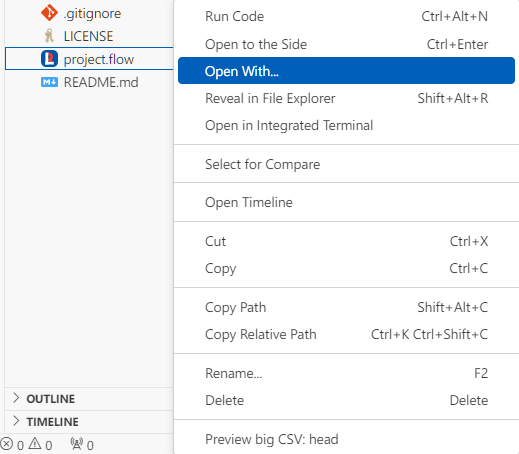 .gitignore
LICENSE
project.flow
README.md
Run Code Ctrl+Alt+N
Open to the Side Ctrl+Enter
Open With...
Reveal in File Explorer Shift+Alt+R
Open in Integrated Terminal
Select for Compare
Open Timeline
Cut Ctrl+X
Copy Ctrl+C
Copy Path Shift+Alt+C
Copy Relative Path Ctrl+K Ctrl+Shift+C
Rename... F2
Delete Delete
Preview big CSV: head
OUTLINE
TIMELINE
0 0 0